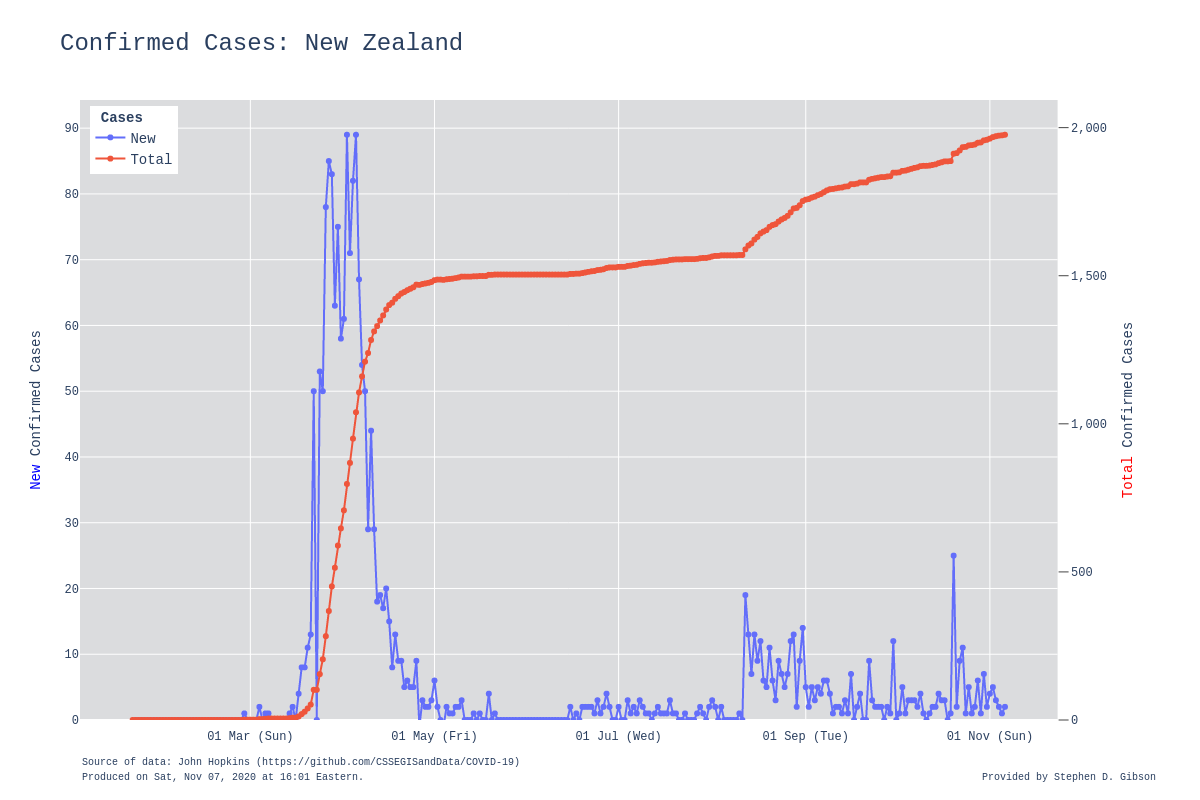 Confirmed Cases: New Zealand
Cases
New
Total
90
80
70
60
50
40
30
20
10
0
New Confirmed Cases
2,000
1,500
1,000
500
0
Total Confirmed Cases
01 Mar (Sun)
01 May (Fri)
01 Jul (Wed)
01 Sep (Tue)
01 Nov (Sun)
Source of data: John Hopkins (https://github.com/CSSEGISandData/COVID-19)
Produced on Sat, Nov 07, 2020 at 16:01 Eastern.
Provided by Stephen D. Gibson